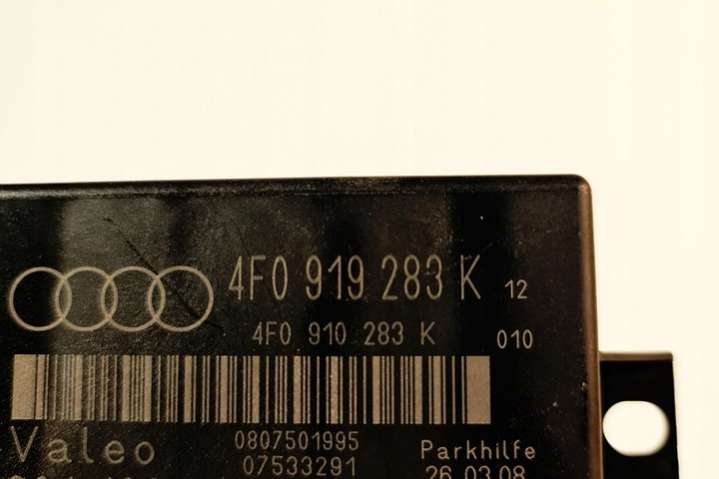 4F0 919 283 K 12
4F0 910 283 K 010
Valeo
0807501995
07533291
Parkhilfe
26.03.08